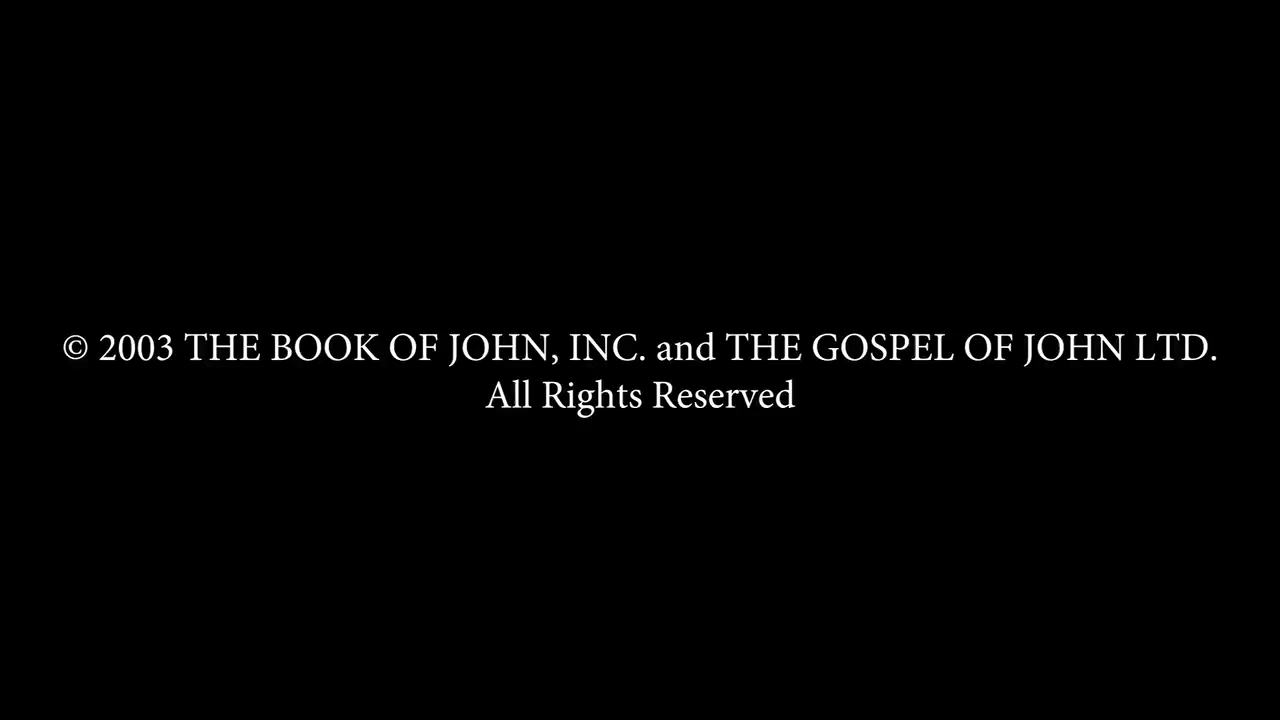 © 2003 THE BOOK OF JOHN, INC. and THE GOSPEL OF JOHN LTD.
All Rights Reserved